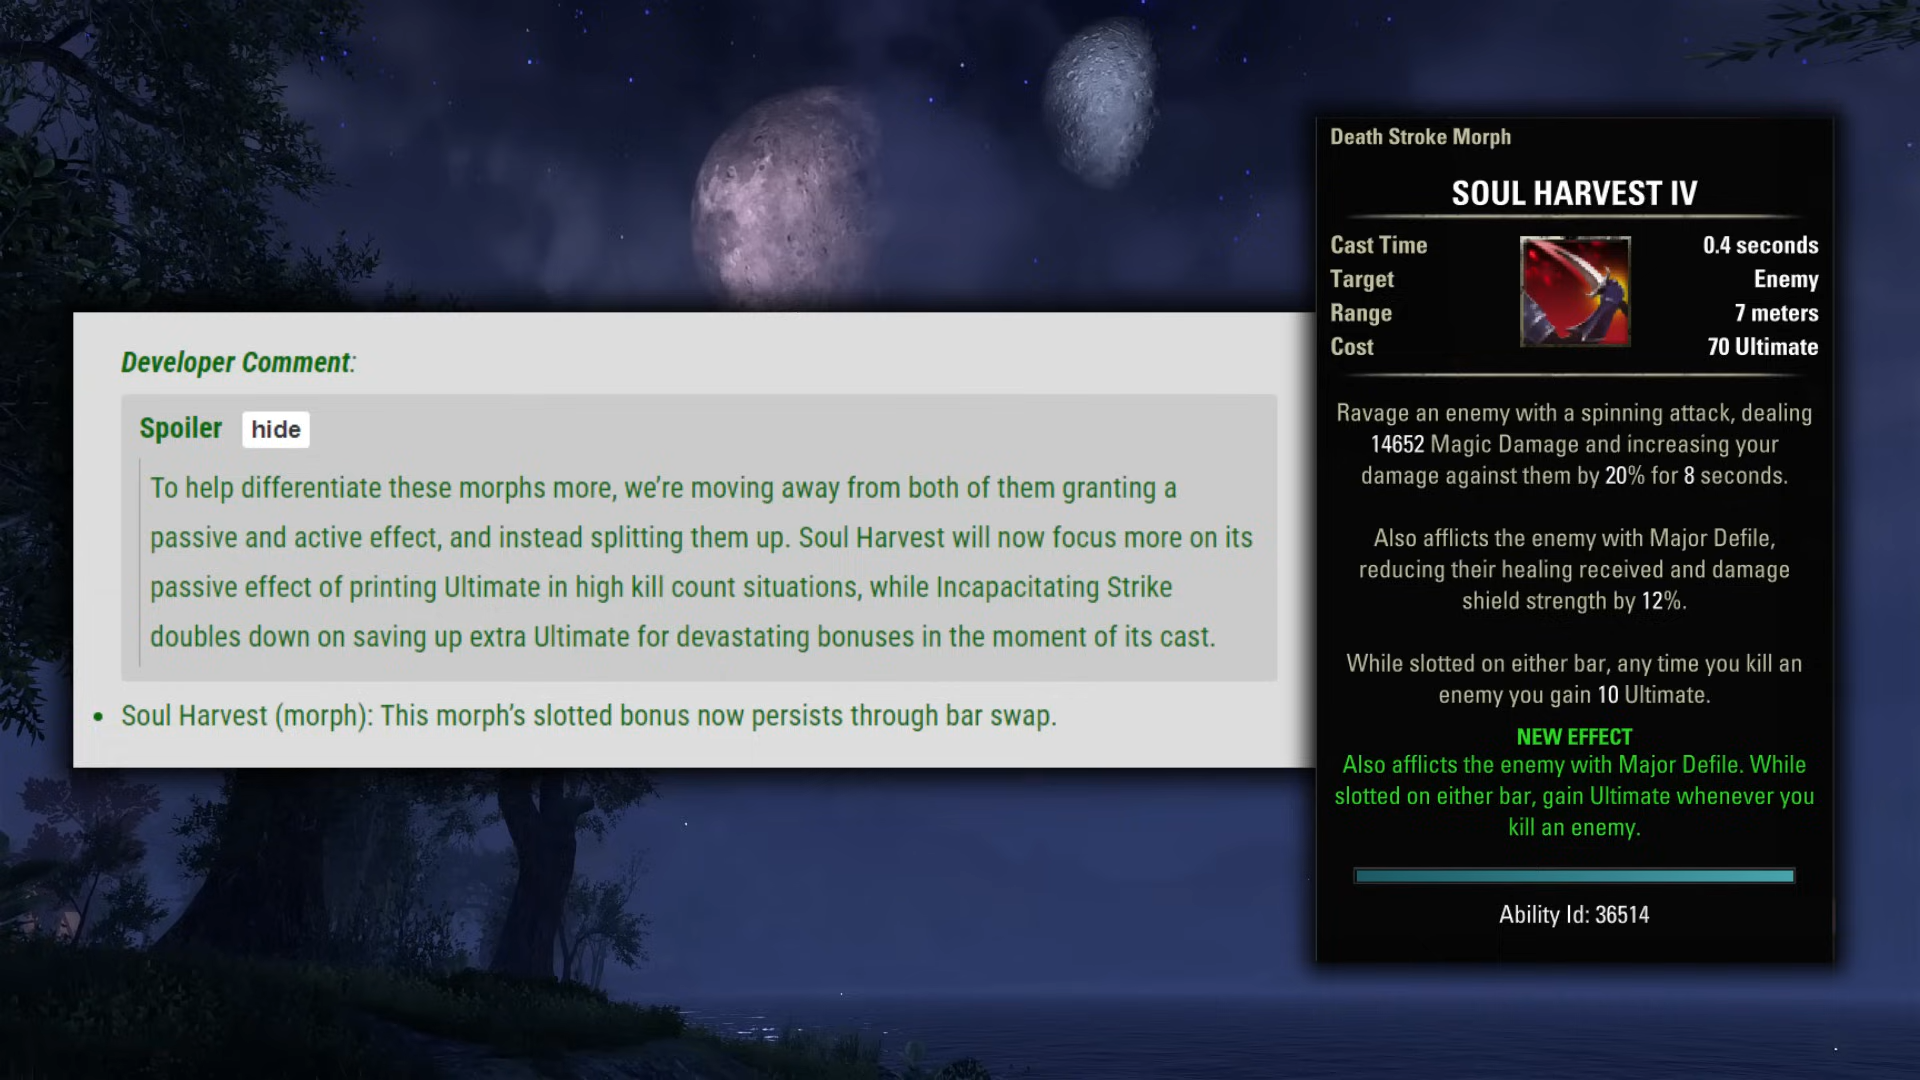 Developer Comment:
Spoiler hide
To help differentiate these morphs more, we’re moving away from both of them granting a
passive and active effect, and instead splitting them up. Soul Harvest will now focus more on its
passive effect of printing Ultimate in high kill count situations, while Incapacitating Strike
doubles down on saving up extra Ultimate for devastating bonuses in the moment of its cast.
• Soul Harvest (morph): This morph’s slotted bonus now persists through bar swap.
Death Stroke Morph
SOUL HARVEST IV
Cast Time 0.4 seconds
Target Enemy
Range 7 meters
Cost 70 Ultimate
Ravage an enemy with a spinning attack, dealing
14652 Magic Damage and increasing your
damage against them by 20% for 8 seconds.
Also afflicts the enemy with Major Defile,
reducing their healing received and damage
shield strength by 12%.
While slotted on either bar, any time you kill an
enemy you gain 10 Ultimate.
NEW EFFECT
Also afflicts the enemy with Major Defile. While
slotted on either bar, gain Ultimate whenever you
kill an enemy.
Ability Id: 36514